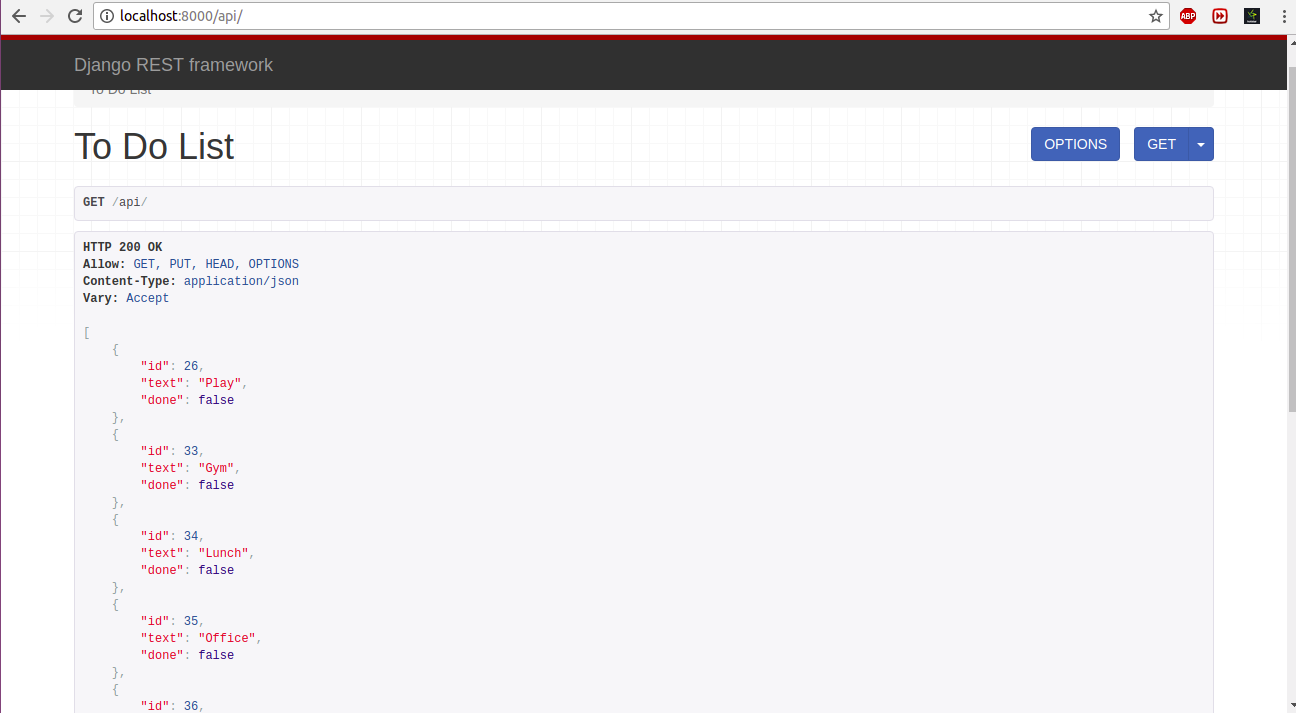 localhost:8000/api/
ABP
Django REST framework
To Do List
To Do List
OPTIONS
GET
GET /api/
HTTP 200 OK
Allow: GET, PUT, HEAD, OPTIONS
Content-Type: application/json
Vary: Accept
[
{
"id": 26,
"text": "Play",
"done": false
},
{
"id": 33,
"text": "Gym",
"done": false
},
{
"id": 34,
"text": "Lunch",
"done": false
},
{
"id": 35,
"text": "Office",
"done": false
},
{
"id": 36,